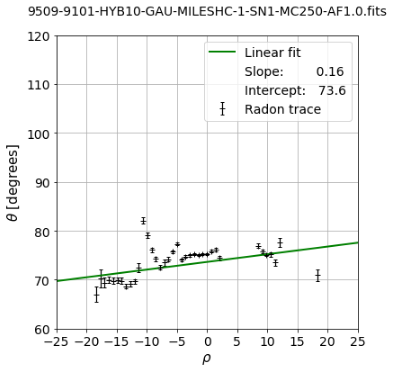 9509-9101-HYB10-GAU-MILESHC-1-SN1-MC250-AF1.0.fits
120
110
100
90
80
70
60
θ [degrees]
Linear fit
Slope: 0.16
Intercept: 73.6
Radon trace
−25 −20 −15 −10 −5 0 5 10 15 20 25
ρ